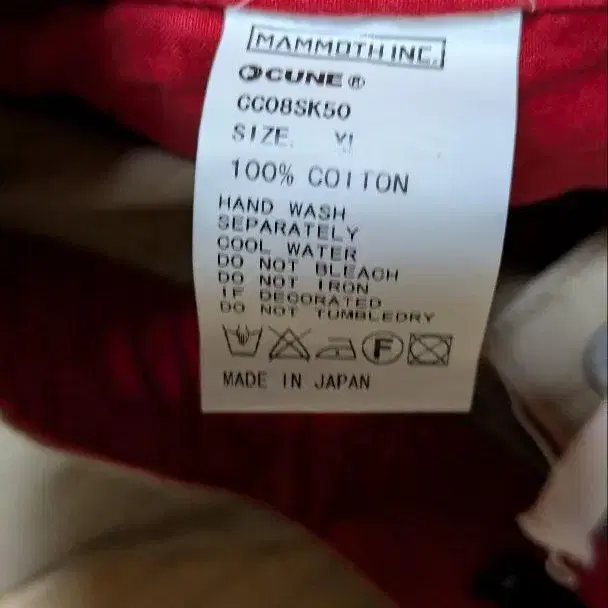 MAMMOTH INC.
CUNE®
CC08SK50
SIZE
100% COTTON
HAND WASH
SEPARATELY
COOL WATER
DO NOT BLEACH
DO NOT IRON
IF DECORATED
DO NOT TUMBLEDRY
F
MADE IN JAPAN